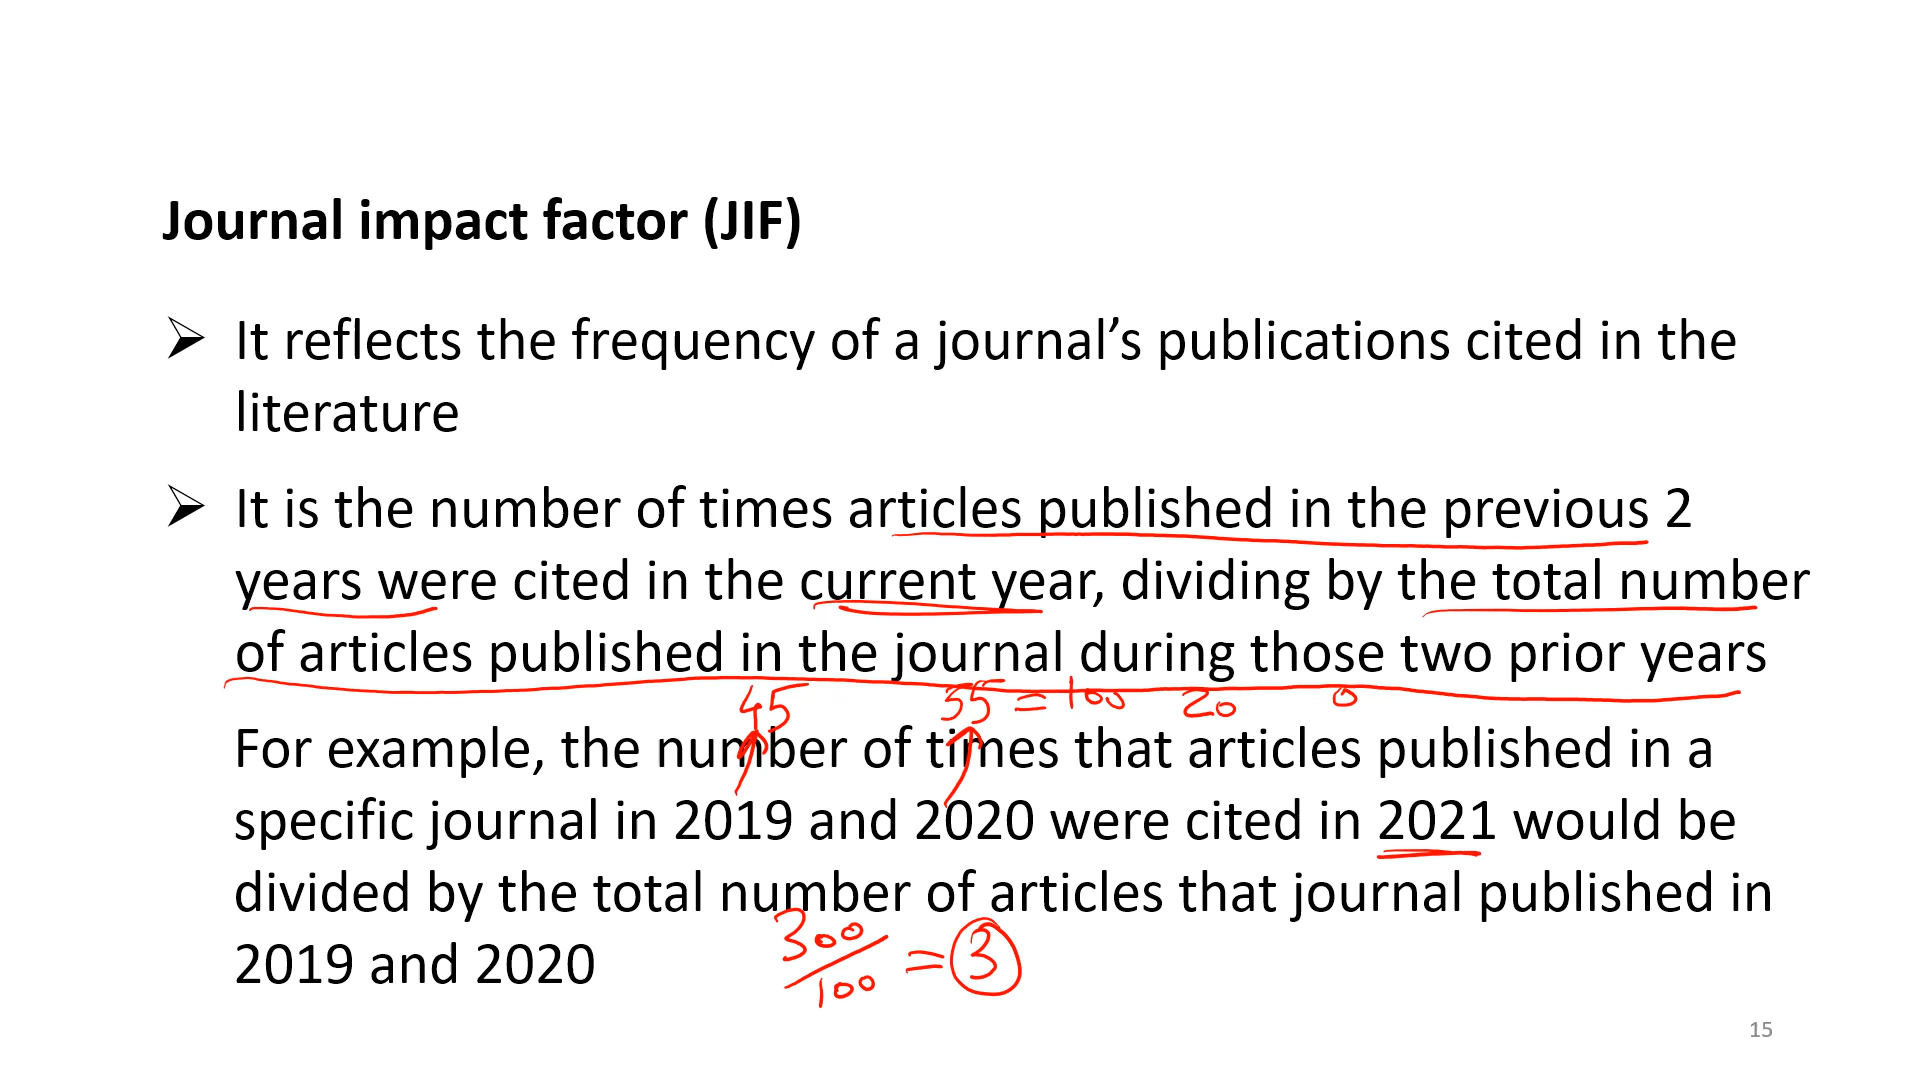 Journal impact factor (JIF)
➢ It reflects the frequency of a journal’s publications cited in the
literature
➢ It is the number of times articles published in the previous 2
years were cited in the current year, dividing by the total number
of articles published in the journal during those two prior years
45 55 = 100 20 0
For example, the number of times that articles published in a
specific journal in 2019 and 2020 were cited in 2021 would be
divided by the total number of articles that journal published in
2019 and 2020
300/100 = 3
15